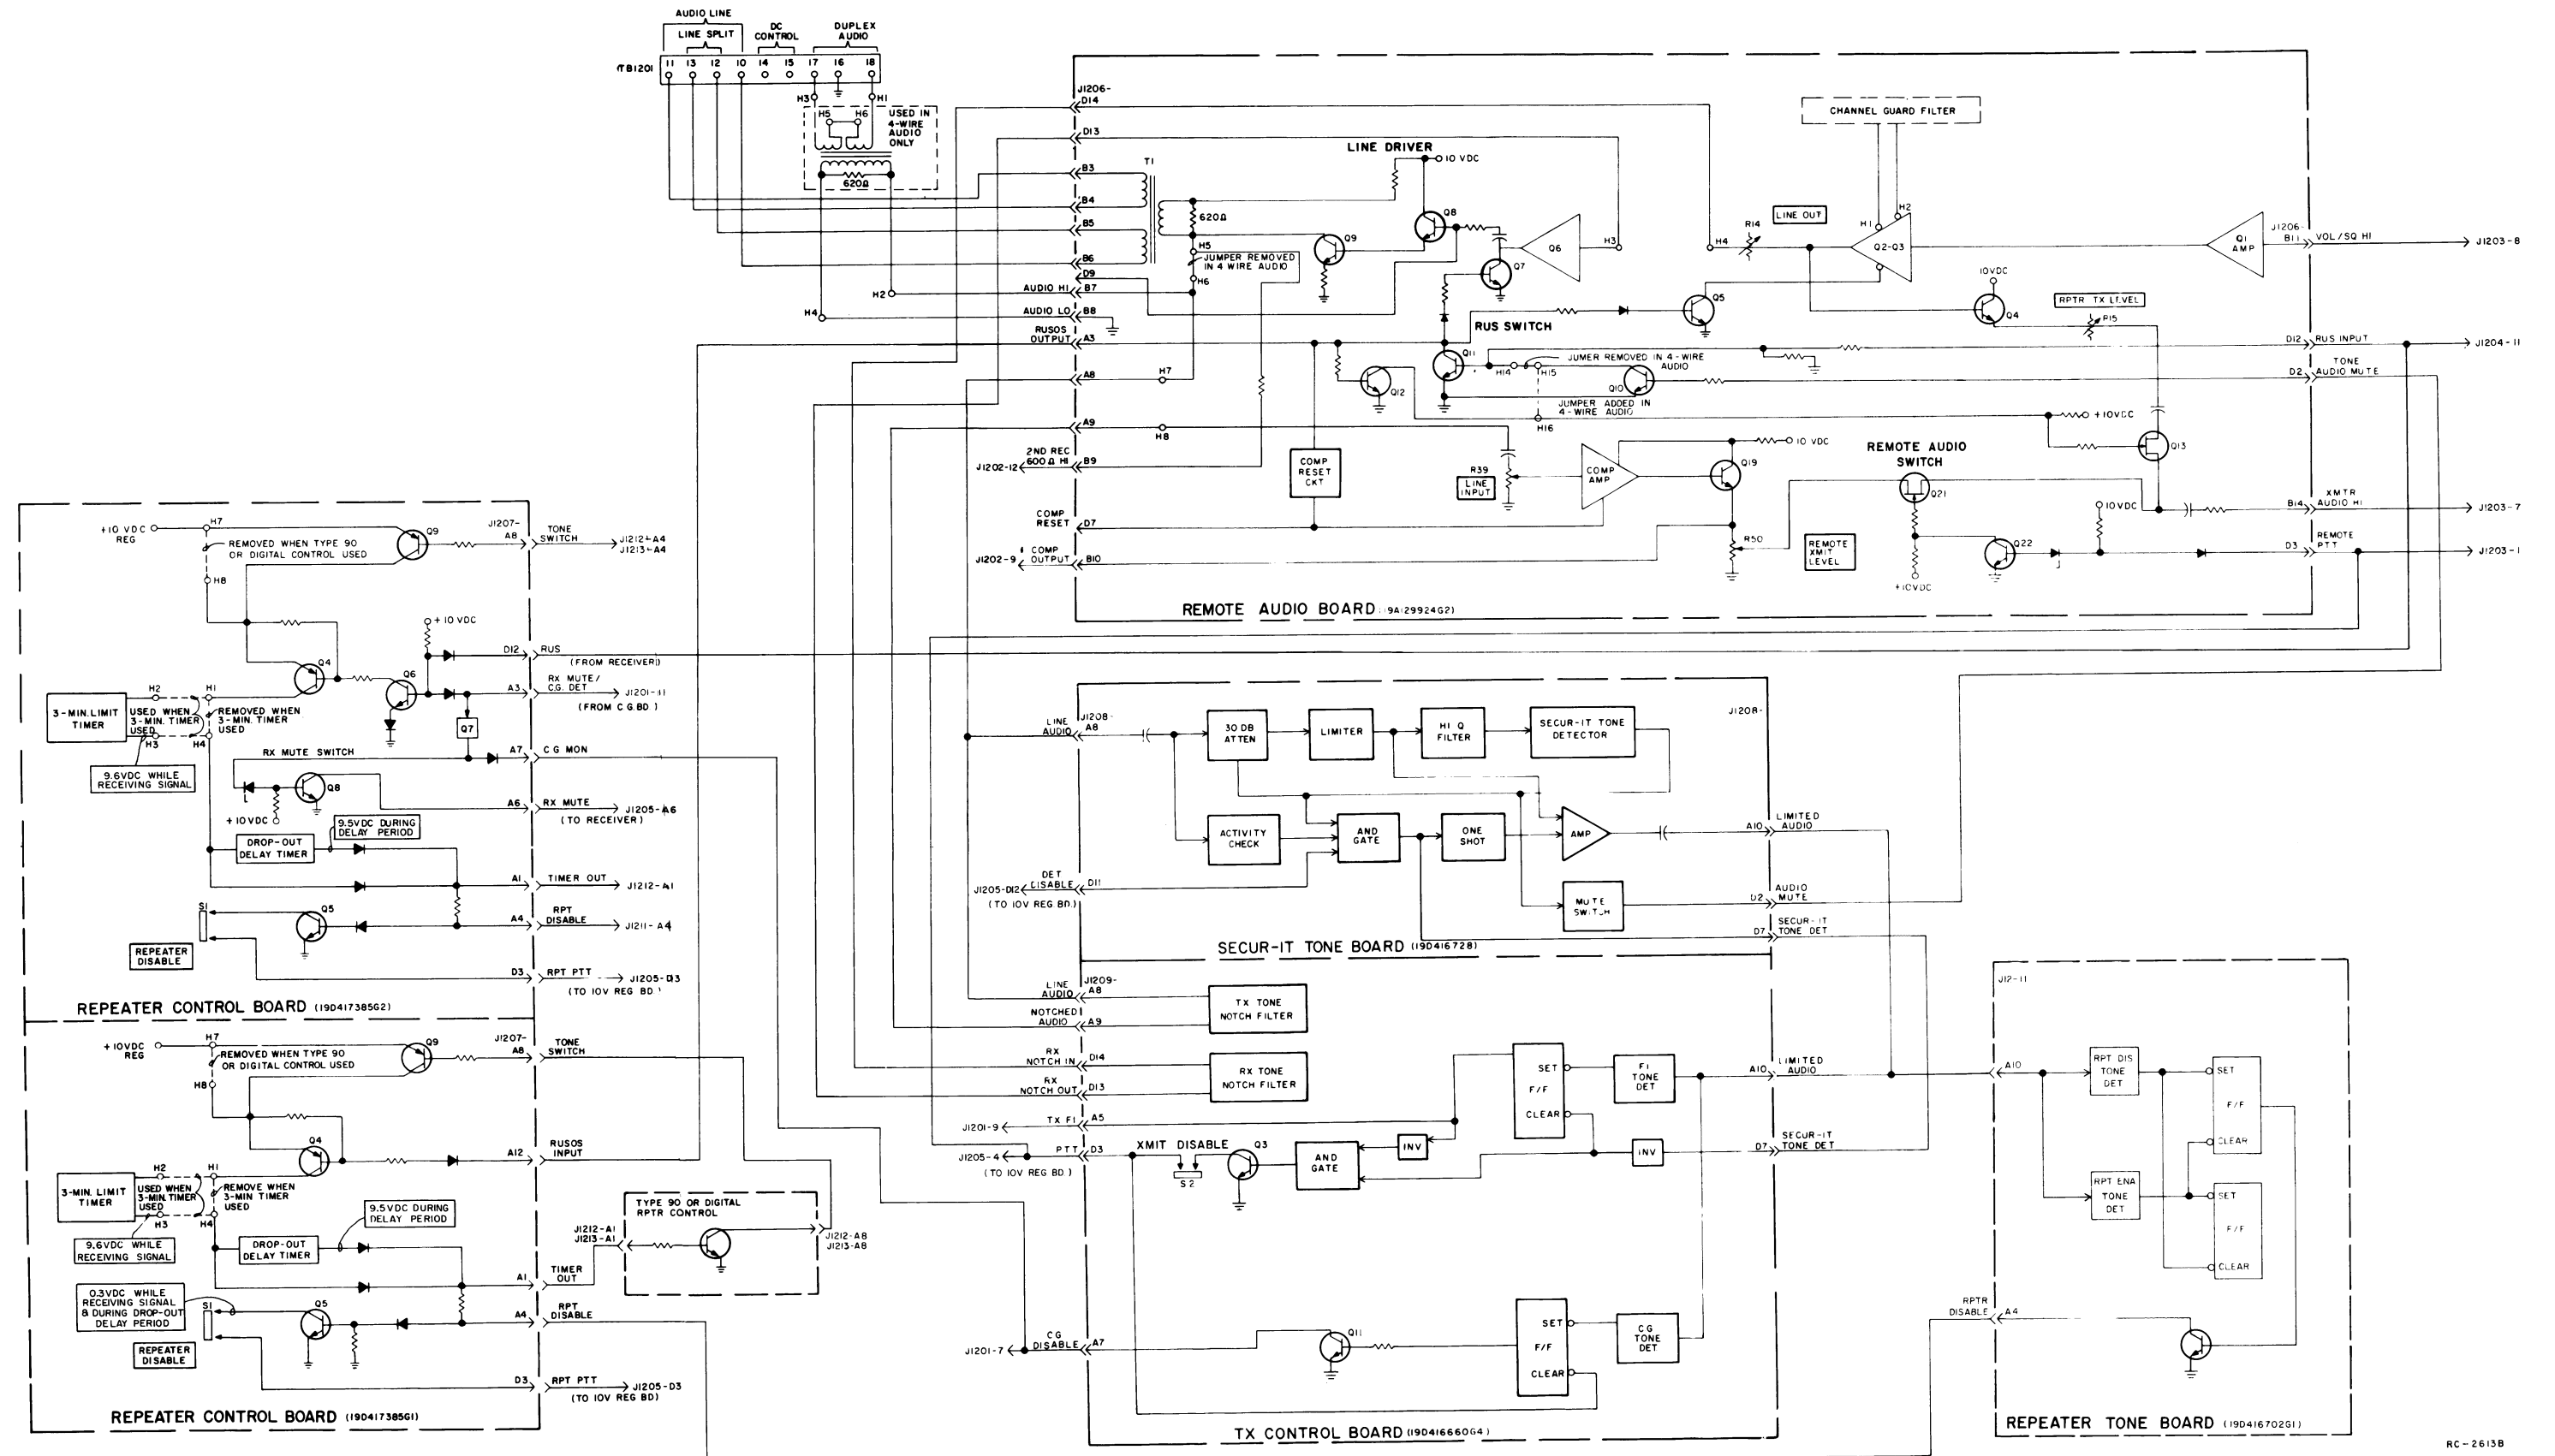 AUDIO LINE
LINE SPLIT
DC
CONTROL
DUPLEX
AUDIO
TB1201
11 13 12 10 14 15 17 16 18
H3
H1
H5 H6
USED IN
4-WIRE
AUDIO
ONLY
620Ω
H2
H4
J1206-
D14
D13
B3
B4
B5
B6
D9
AUDIO HI B7
AUDIO LO B8
RUSOS
OUTPUT A3
A8
H7
A9
H8
2ND REC
600Ω HI B9
J1202-12
COMP
RESET D7
COMP
OUTPUT B10
J1202-9
T1
620Ω
H5
JUMPER REMOVED
IN 4 WIRE AUDIO
H6
LINE DRIVER
10 VDC
Q8
Q9
Q6
Q7
H3
H4
R14
LINE OUT
CHANNEL GUARD FILTER
H1
H2
Q2-Q3
Q1
AMP
J1206-
B11
VOL/SQ HI
J1203-8
10VDC
Q4
RPTR TX LEVEL
R15
Q5
RUS SWITCH
Q11
Q12
H14
H15
JUMER REMOVED IN 4-WIRE
AUDIO
Q10
JUMPER ADDED IN
4-WIRE AUDIO
H16
D12
RUS INPUT
J1204-11
TONE
D2 AUDIO MUTE
+10VDC
Q13
COMP
RESET
CKT
R39
LINE
INPUT
COMP
AMP
Q19
10 VDC
R50
REMOTE
XMIT
LEVEL
REMOTE AUDIO
SWITCH
Q21
+10VDC
Q22
10VDC
XMTR
B14 AUDIO HI
J1203-7
REMOTE
D3 PTT
J1203-1
REMOTE AUDIO BOARD (19A129924G2)
+10 VDC
REG
H7
REMOVED WHEN TYPE 90
OR DIGITAL CONTROL USED
H8
Q9
J1207-
A8
TONE
SWITCH
J1212-A4
J1213-A4
+10 VDC
Q4
Q6
D12
RUS
(FROM RECEIVER)
A3
RX MUTE/
C.G. DET
J1201-11
(FROM C.G.BD)
3-MIN.LIMIT
TIMER
H2
H1
USED WHEN
3-MIN. TIMER
USED
H3
REMOVED WHEN
3-MIN. TIMER
USED
H4
Q7
RX MUTE SWITCH
A7
C G MON
9.6VDC WHILE
RECEIVING SIGNAL
Q8
+10VDC
A6
RX MUTE
J1205-A6
(TO RECEIVER)
9.5VDC DURING
DELAY PERIOD
DROP-OUT
DELAY TIMER
A1
TIMER OUT
J1212-A1
S1
Q5
A4
RPT
DISABLE
J1211-A4
REPEATER
DISABLE
D3
RPT PTT
J1205-D3
(TO 10V REG BD.)
REPEATER CONTROL BOARD (19D417385G2)
+10VDC
REG
H7
REMOVED WHEN TYPE 90
OR DIGITAL CONTROL USED
H8
Q9
J1207-
A8
TONE
SWITCH
Q4
A12
RUSOS
INPUT
3-MIN. LIMIT
TIMER
H2
H1
USED WHEN
3-MIN.TIMER
USED
H3
REMOVE WHEN
3-MIN TIMER
USED
H4
9.6VDC WHILE
RECEIVING SIGNAL
9.5VDC DURING
DELAY PERIOD
DROP-OUT
DELAY TIMER
A1
TIMER
OUT
0.3VDC WHILE
RECEIVING SIGNAL
& DURING DROP-OUT
DELAY PERIOD
S1
Q5
A4
RPT
DISABLE
REPEATER
DISABLE
D3
RPT PTT
J1205-D3
(TO 10V REG BD)
REPEATER CONTROL BOARD (19D417385G1)
TYPE 90 OR DIGITAL
RPTR CONTROL
J1212-A1
J1213-A1
J1212-A8
J1213-A8
LINE
AUDIO
J1208-
A8
30 DB
ATTEN
LIMITER
HI Q
FILTER
SECUR-IT TONE
DETECTOR
J1208-
ACTIVITY
CHECK
AND
GATE
ONE
SHOT
AMP
A10
LIMITED
AUDIO
DET
DISABLE D11
J1205-D12
(TO 10V REG BD.)
MUTE
SWITCH
D2
AUDIO
MUTE
D7
SECUR-IT
TONE DET
SECUR-IT TONE BOARD (19D416728)
LINE
AUDIO
J1209-
A8
NOTCHED
AUDIO A9
TX TONE
NOTCH FILTER
RX
NOTCH IN D14
RX
NOTCH OUT D13
RX TONE
NOTCH FILTER
TX F1 A5
J1201-9
PTT D3
J1205-4
(TO 10V REG BD.)
XMIT DISABLE
S2
Q3
AND
GATE
INV
SET
F/F
CLEAR
F1
TONE
DET
A10
LIMITED
AUDIO
INV
D7
SECUR-IT
TONE DET
CG
DISABLE A7
J1201-7
Q11
SET
F/F
CLEAR
CG
TONE
DET
TX CONTROL BOARD (19D416660G4)
J12-11
A10
RPT DIS
TONE
DET
SET
F/F
CLEAR
RPT ENA
TONE
DET
SET
F/F
CLEAR
RPTR
DISABLE A4
REPEATER TONE BOARD (19D416702G1)
RC-2613B